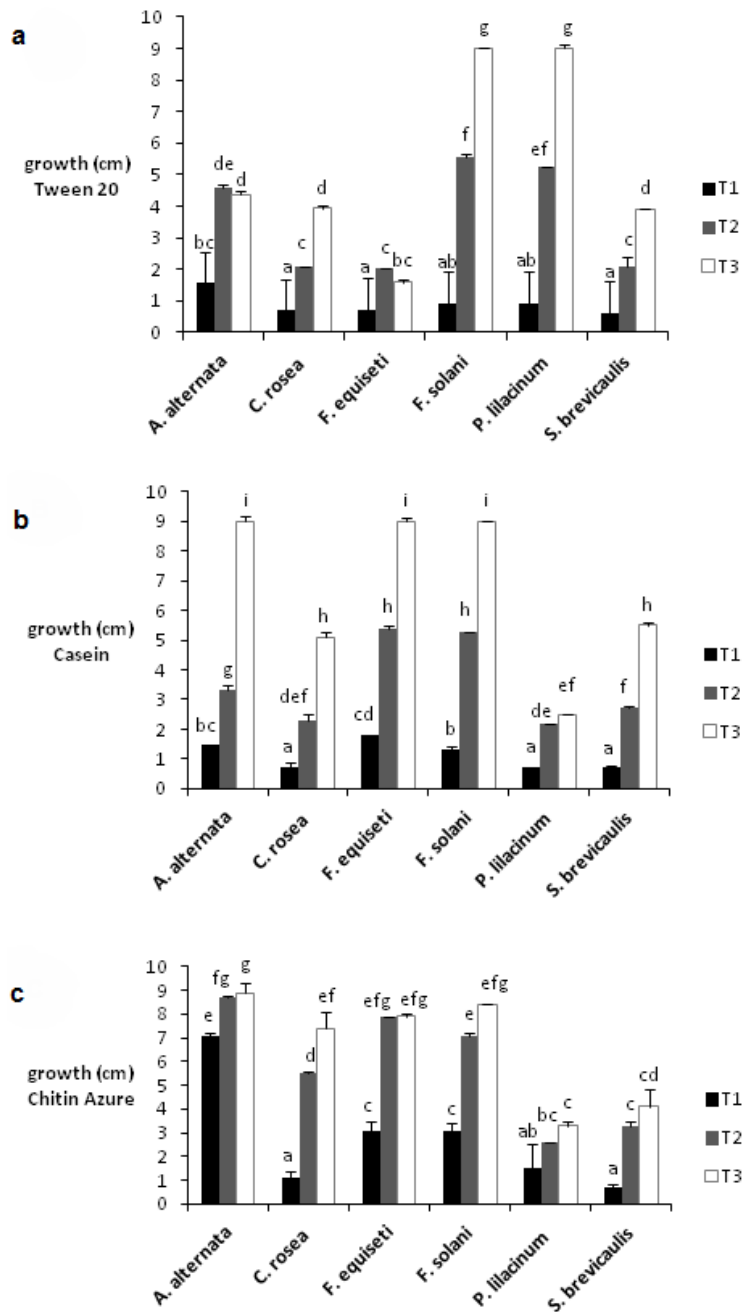 a
growth (cm)
Tween 20
10
9
8
7
6
5
4
3
2
1
0
bc de d
a c d
a c bc
ab f g
ab ef g
a c d
T1
T2
T3
A. alternata
C. rosea
F. equiseti
F. solani
P. lilacinum
S. brevicaulis
b
growth (cm)
Casein
10
9
8
7
6
5
4
3
2
1
0
bc g i
a def h
cd h i
b h i
a de ef
a f h
T1
T2
T3
A. alternata
C. rosea
F. equiseti
F. solani
P. lilacinum
S. brevicaulis
c
growth (cm)
Chitin Azure
10
9
8
7
6
5
4
3
2
1
0
e fg g
a d ef
c efg efg
c e efg
ab bc c
a c cd
T1
T2
T3
A. alternata
C. rosea
F. equiseti
F. solani
P. lilacinum
S. brevicaulis